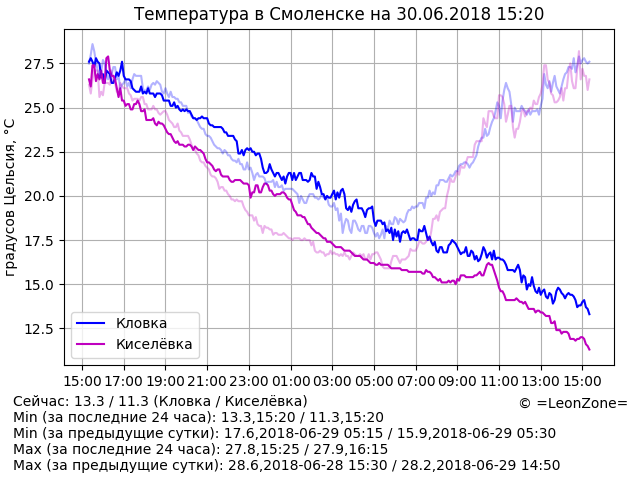 Температура в Смоленске на 30.06.2018 15:20
градусов Цельсия, °C
27.5
25.0
22.5
20.0
17.5
15.0
12.5
Кловка
Киселёвка
15:00 17:00 19:00 21:00 23:00 01:00 03:00 05:00 07:00 09:00 11:00 13:00 15:00
Сейчас: 13.3 / 11.3 (Кловка / Киселёвка)
© =LeonZone=
Min (за последние 24 часа): 13.3,15:20 / 11.3,15:20
Min (за предыдущие сутки): 17.6,2018-06-29 05:15 / 15.9,2018-06-29 05:30
Max (за последние 24 часа): 27.8,15:25 / 27.9,16:15
Max (за предыдущие сутки): 28.6,2018-06-28 15:30 / 28.2,2018-06-29 14:50